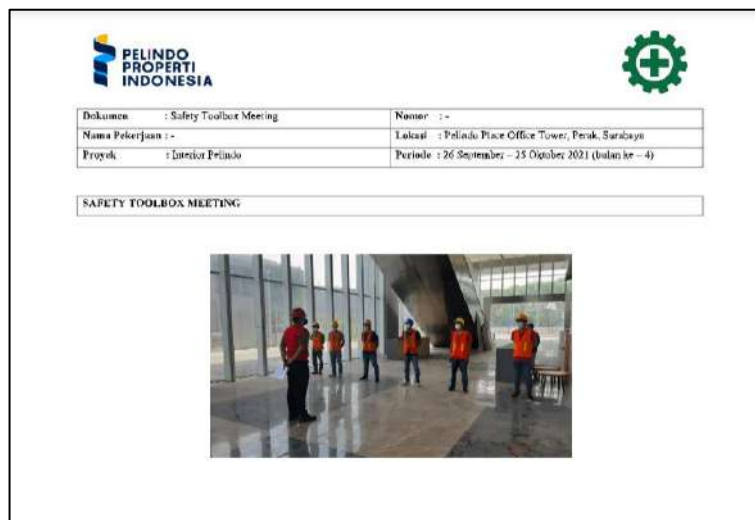 PELINDO
PROPERTI
INDONESIA
Dokumen : Safety Toolbox Meeting
Nomor : -
Nama Pekerjaan : -
Lokasi : Pelindo Place Office Tower, Perak, Surabaya
Proyek : Interior Pelindo
Periode : 26 September – 25 Oktober 2021 (bulan ke – 4)
SAFETY TOOLBOX MEETING